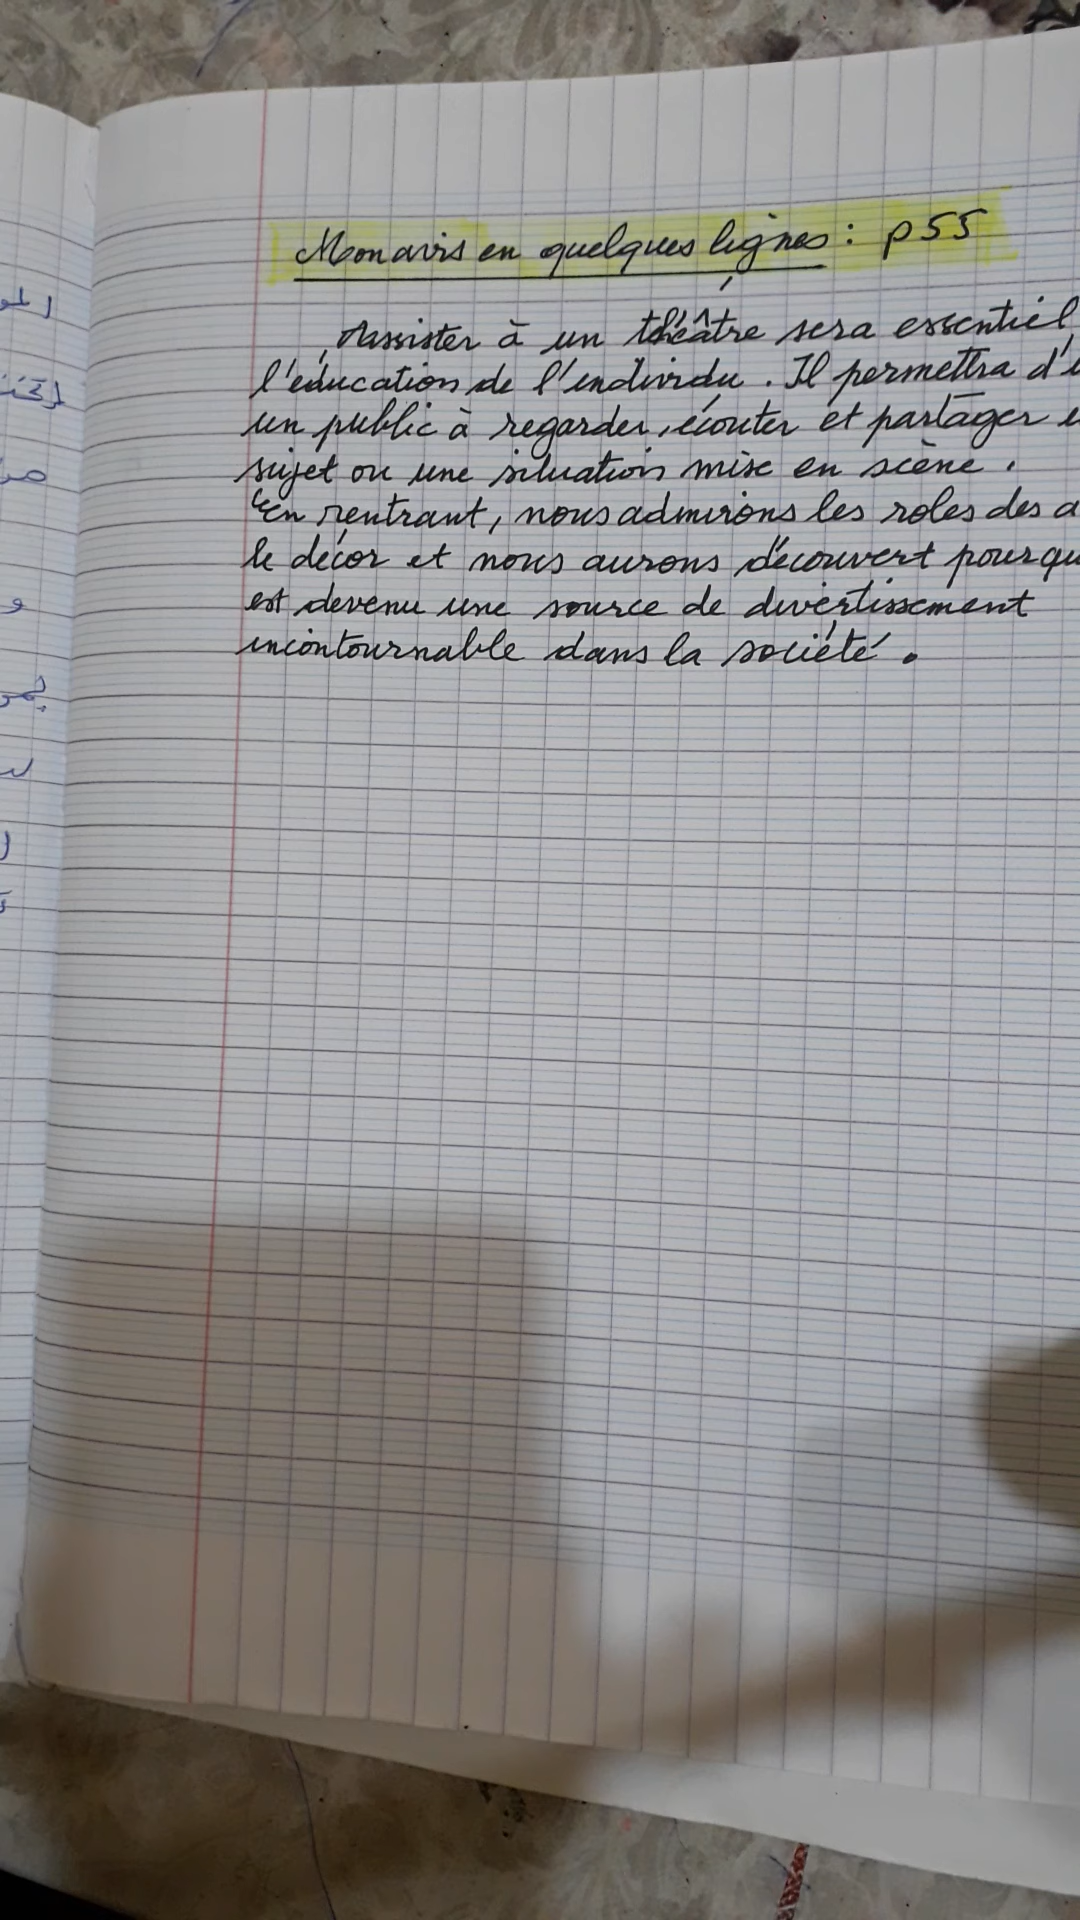 Mon avis en quelques lignes : p 55
Assister à un théâtre sera essentiel
l'éducation de l'individu. Il permettra
un public à regarder, écouter et partager
sujet ou une situation mise en scène.
En rentrant, nous admirons les roles des
le décor et nous aurons découvert
est devenu une source de divertissement
incontournable dans la société.